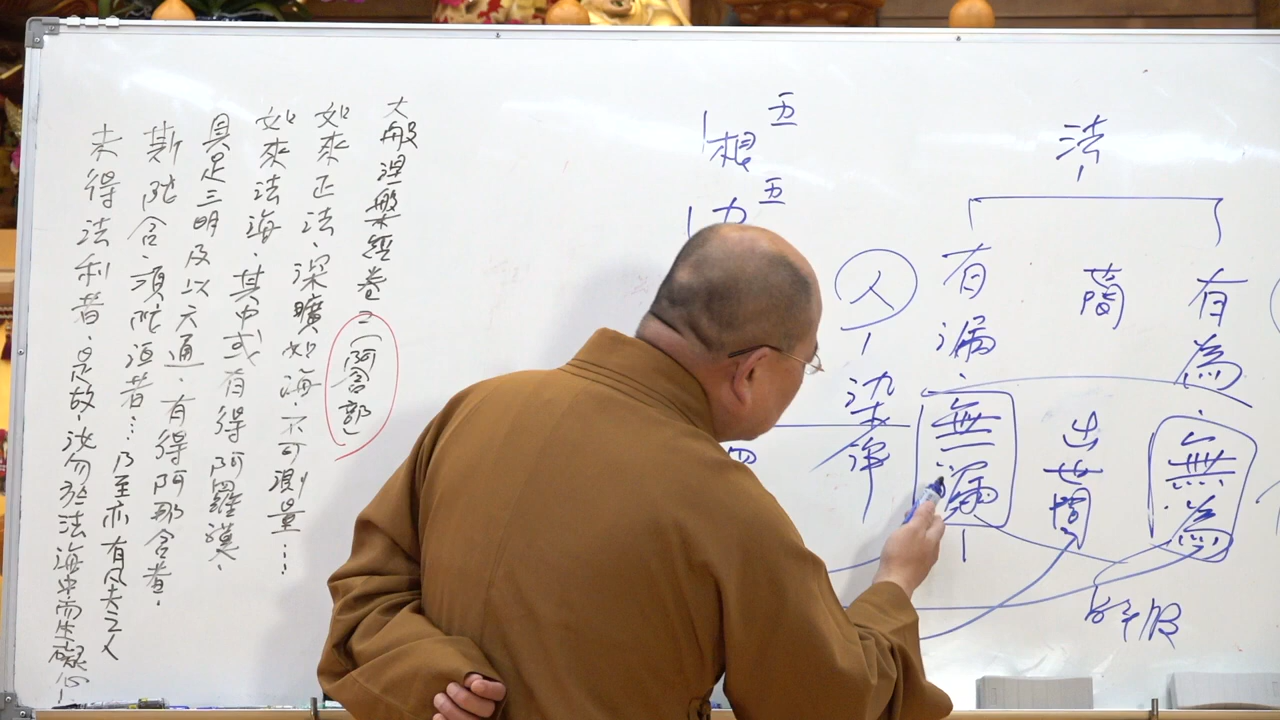 法
有為、無為
出世間
有漏、無漏
解脫
人
染淨
五根
五力
四
大般涅槃經卷二(阿含部)
如來正法、深曠如海、不可測量…
如來法海、其中或有得阿羅漢、
具足三明及以六通、有得阿那含者、
斯陀含、須陀洹者…乃至亦有凡夫之人
未得法利者、是故、汝勿於法海中而生礙心!